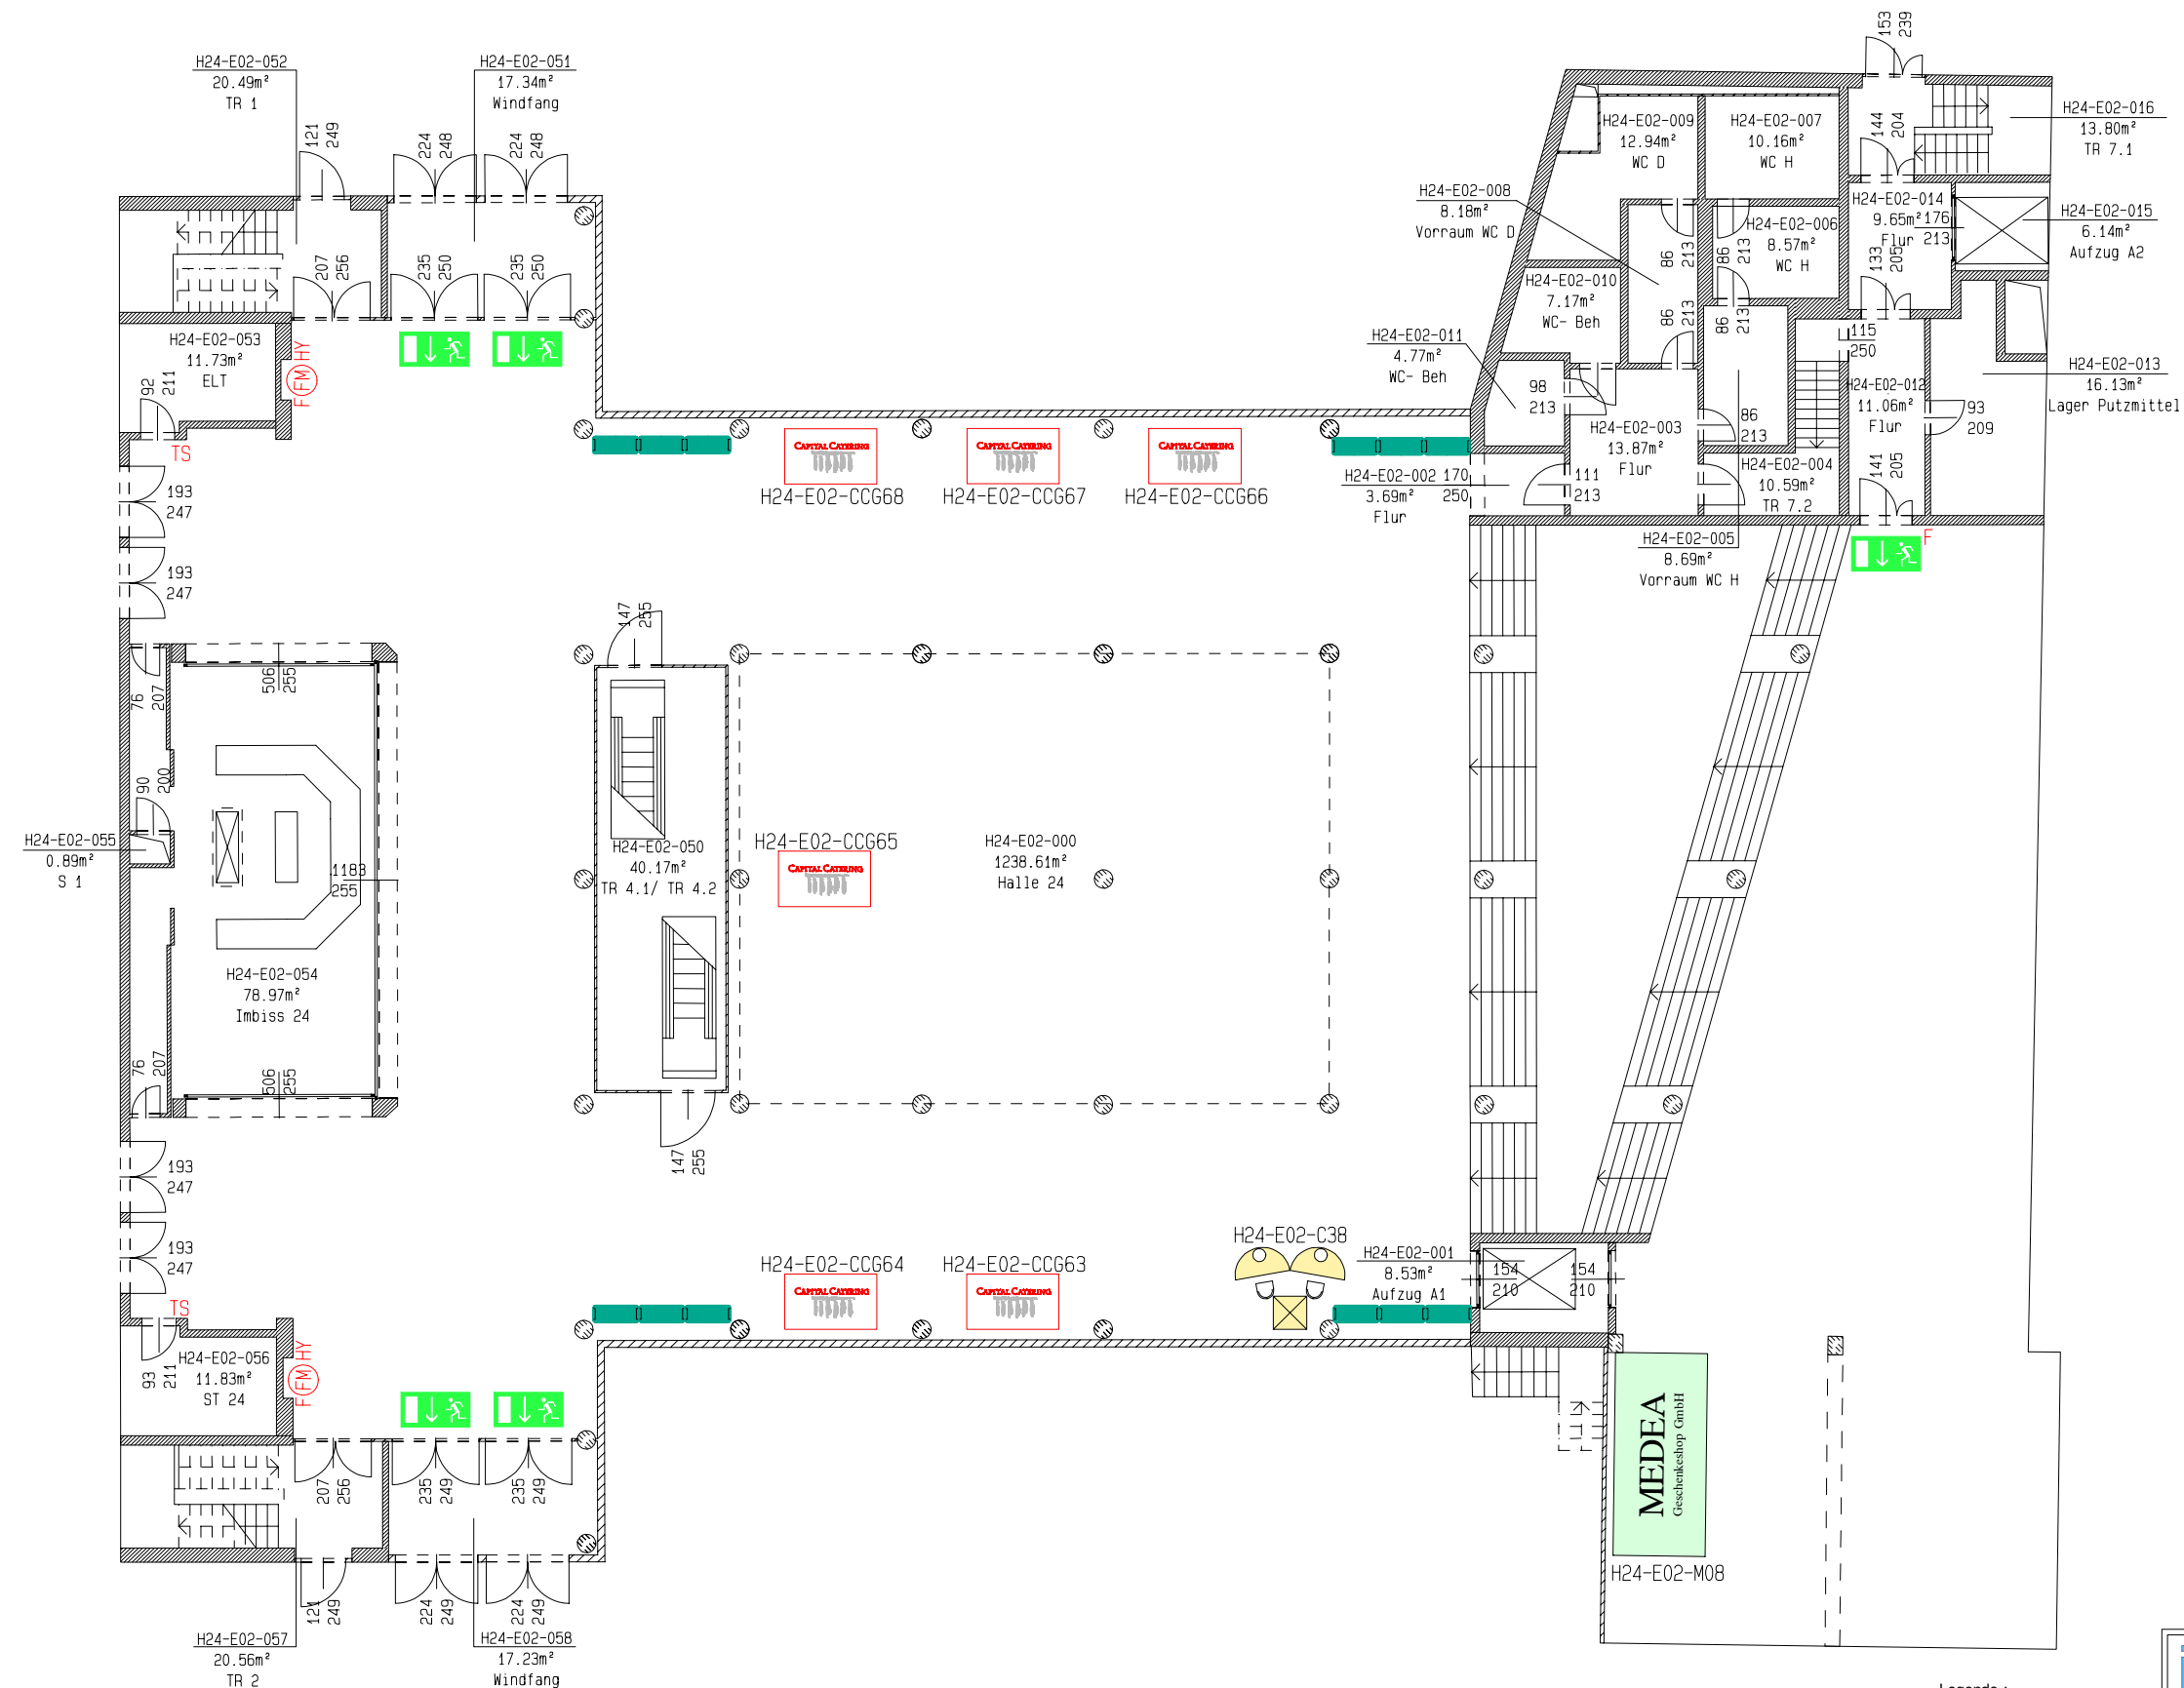 153
239
H24-E02-052
20.49m²
TR 1
H24-E02-051
17.34m²
Windfang
121
249
224
248
224
248
H24-E02-009
12.94m²
WC D
H24-E02-007
10.16m²
WC H
144
204
H24-E02-016
13.80m²
TR 7.1
H24-E02-008
8.18m²
Vorraum WC D
H24-E02-014
9.65m²
Flur
176
213
H24-E02-015
6.14m²
Aufzug A2
H24-E02-006
8.57m²
WC H
86
213
86
213
133
205
207
256
235
250
235
250
H24-E02-010
7.17m²
WC- Beh
86
213
86
213
115
250
H24-E02-053
11.73m²
ELT
F FM HY
92
211
TS
H24-E02-011
4.77m²
WC- Beh
98
213
H24-E02-012
11.06m²
Flur
H24-E02-013
16.13m²
Lager Putzmittel
93
209
86
213
H24-E02-003
13.87m²
Flur
CAPITAL CATERING
H24-E02-CCG68
CAPITAL CATERING
H24-E02-CCG67
CAPITAL CATERING
H24-E02-CCG66
H24-E02-002
3.69m²
Flur
170
250
111
213
H24-E02-004
10.59m²
TR 7.2
141
205
F
193
247
193
247
H24-E02-005
8.69m²
Vorraum WC H
147
255
76
207
506
255
90
200
H24-E02-055
0.89m²
S 1
1183
255
H24-E02-050
40.17m²
TR 4.1/ TR 4.2
H24-E02-CCG65
CAPITAL CATERING
H24-E02-000
1238.61m²
Halle 24
H24-E02-054
78.97m²
Imbiss 24
76
207
506
255
147
255
193
247
193
247
H24-E02-CCG64
CAPITAL CATERING
H24-E02-CCG63
CAPITAL CATERING
H24-E02-C38
H24-E02-001
8.53m²
Aufzug A1
154
210
154
210
TS
93
211
H24-E02-056
11.83m²
ST 24
F FM HY
MEDEA
Geschenkeshop GmbH
H24-E02-M08
207
256
235
249
235
249
121
249
224
249
224
249
H24-E02-057
20.56m²
TR 2
H24-E02-058
17.23m²
Windfang